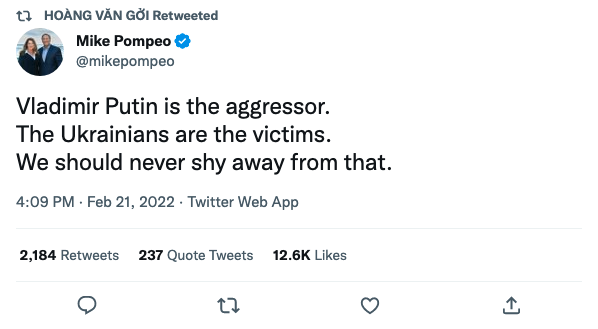 HOÀNG VĂN GỞI Retweeted
Mike Pompeo
@mikepompeo
Vladimir Putin is the aggressor.
The Ukrainians are the victims.
We should never shy away from that.
4:09 PM · Feb 21, 2022 · Twitter Web App
2,184 Retweets 237 Quote Tweets 12.6K Likes